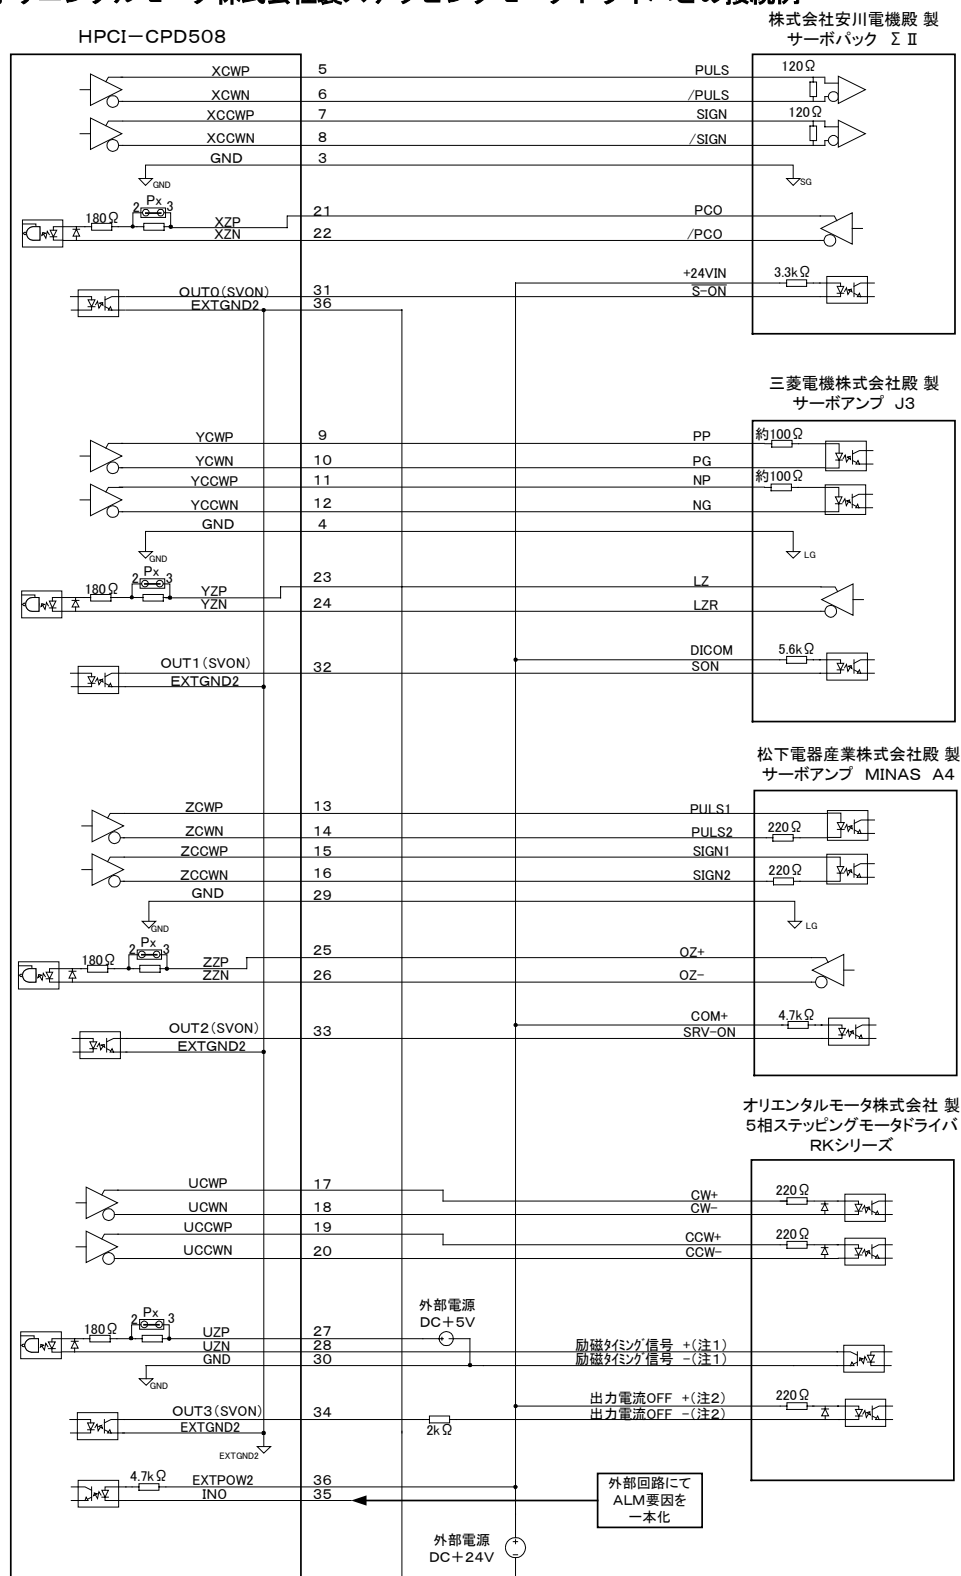 HPCI－CPD508
株式会社安川電機殿 製
サーボパック ΣⅡ
XCWP 5 PULS 120Ω
XCWN 6 /PULS
XCCWP 7 SIGN 120Ω
XCCWN 8 /SIGN
GND 3
GND SG
Px
2 3
180Ω XZP 21 PCO
XZN 22 /PCO
+24VIN 3.3kΩ
OUT0(SVON) 31 S-ON
EXTGND2 36
三菱電機株式会社殿 製
サーボアンプ J3
YCWP 9 PP 約100Ω
YCWN 10 PG
YCCWP 11 NP 約100Ω
YCCWN 12 NG
GND 4
GND LG
Px
2 3
180Ω YZP 23 LZ
YZN 24 LZR
DICOM 5.6kΩ
OUT1(SVON) 32 SON
EXTGND2
松下電器産業株式会社殿 製
サーボアンプ MINAS A4
ZCWP 13 PULS1
ZCWN 14 PULS2 220Ω
ZCCWP 15 SIGN1
ZCCWN 16 SIGN2 220Ω
GND 29
GND LG
Px
2 3
180Ω ZZP 25 OZ+
ZZN 26 OZ-
COM+ 4.7kΩ
OUT2(SVON) 33 SRV-ON
EXTGND2
オリエンタルモータ株式会社 製
5相ステッピングモータドライバ
RKシリーズ
UCWP 17 CW+ 220Ω
UCWN 18 CW-
UCCWP 19 CCW+ 220Ω
UCCWN 20 CCW-
外部電源
DC＋5V
Px
2 3
180Ω UZP 27
UZN 28 励磁ﾀｲﾐﾝｸﾞ信号 +(注1)
GND 30 励磁ﾀｲﾐﾝｸﾞ信号 -(注1)
GND
出力電流OFF +(注2) 220Ω
OUT3(SVON) 34 出力電流OFF -(注2)
EXTGND2 2kΩ
EXTGND2
4.7kΩ EXTPOW2 36
IN0 35
外部回路にて
ALM要因を
一本化
外部電源
DC＋24V